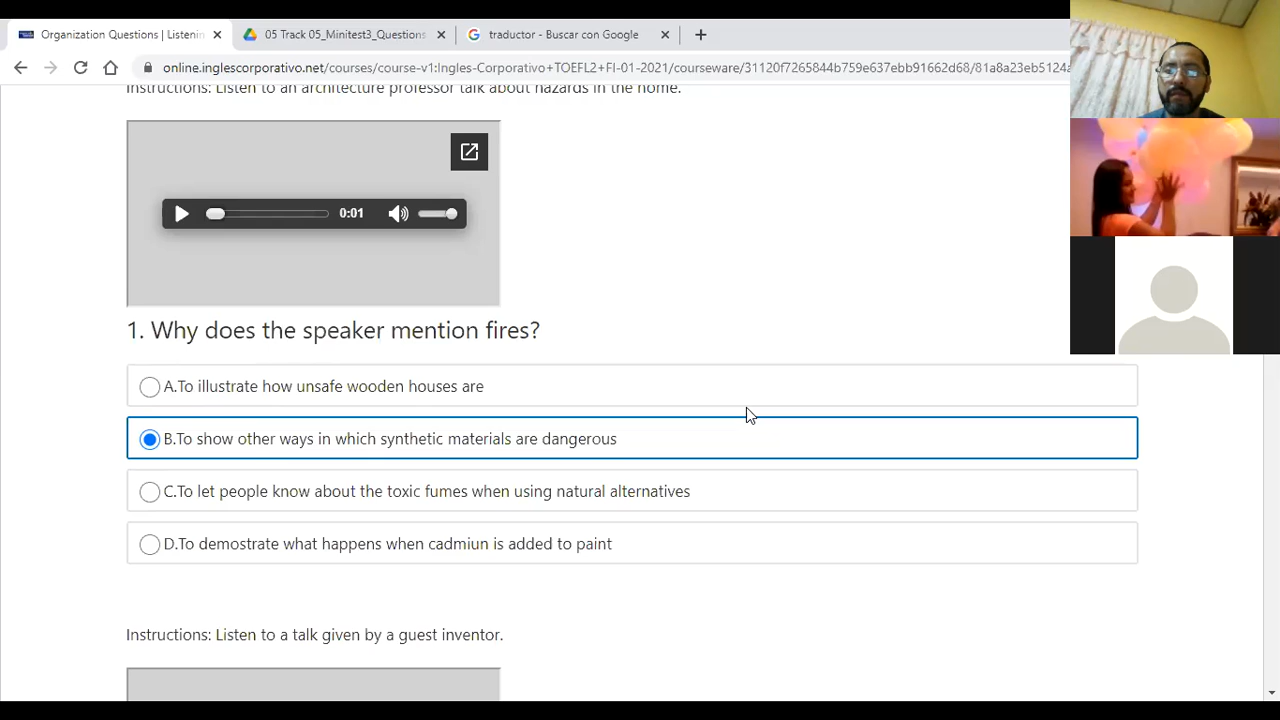 Organization Questions | Listenin
05 Track 05_Minitest3_Questions
traductor - Buscar con Google
online.inglescorporativo.net/courses/course-v1:Ingles-Corporativo+TOEFL2+FI-01-2021/courseware/31120f7265844b759e637ebb91662d68/81a8a23eb5124a
Instructions: Listen to an architecture professor talk about hazards in the home.
0:01
1. Why does the speaker mention fires?
A.To illustrate how unsafe wooden houses are
B.To show other ways in which synthetic materials are dangerous
C.To let people know about the toxic fumes when using natural alternatives
D.To demostrate what happens when cadmiun is added to paint
Instructions: Listen to a talk given by a guest inventor.